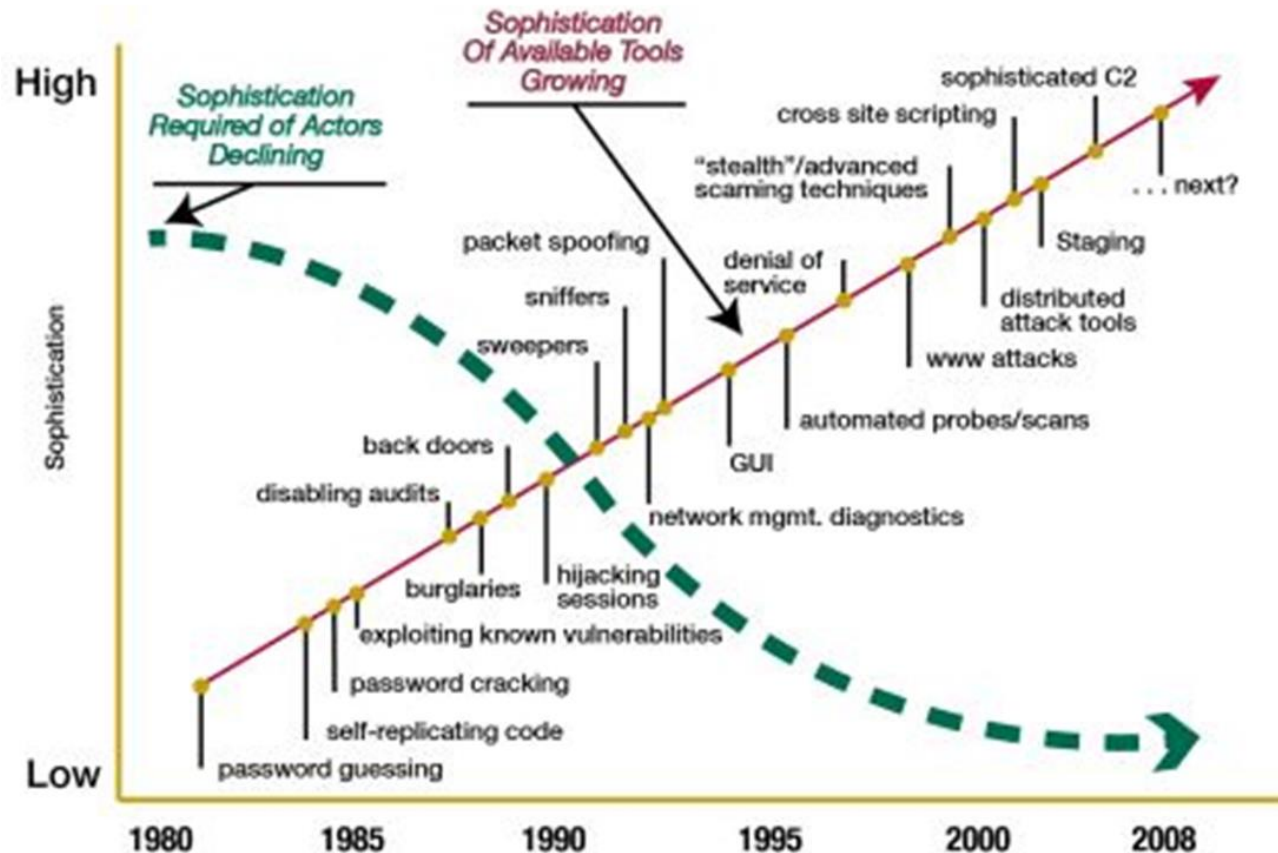 Sophistication
Of Available Tools
Growing
High
Sophistication
Required of Actors
Declining
sophisticated C2
cross site scripting
"stealth"/advanced
scanning techniques
. . . next?
packet spoofing
denial of
service
Staging
sniffers
distributed
attack tools
sweepers
www attacks
Sophistication
automated probes/scans
back doors
GUI
disabling audits
network mgmt. diagnostics
burglaries
hijacking
sessions
exploiting known vulnerabilities
password cracking
self-replicating code
password guessing
Low
1980
1985
1990
1995
2000
2008